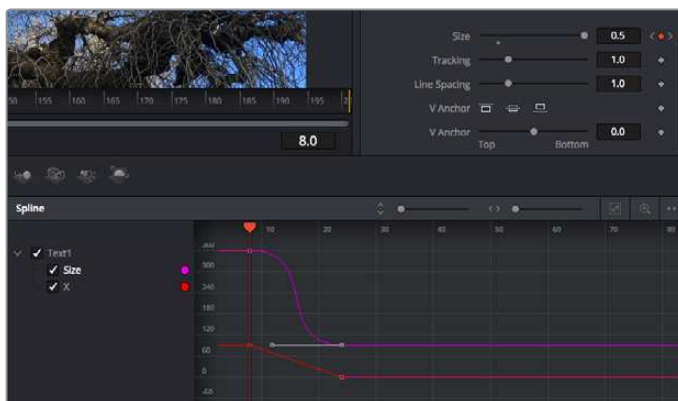 Size 0.5
Tracking 1.0
Line Spacing 1.0
V Anchor
V Anchor 0.0
Top Bottom
50 155 160 165 170 175 180 185 190 195
8.0
Spline
10 20 30 40 50 60 70 80
Text1
Size
X
300
240
180
120
60
0
-60